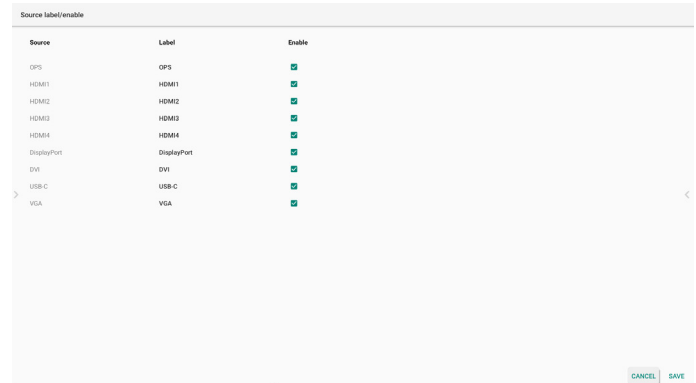 Source label/enable
Source Label Enable
OPS OPS
HDMI1 HDMI1
HDMI2 HDMI2
HDMI3 HDMI3
HDMI4 HDMI4
DisplayPort DisplayPort
DVI DVI
USB-C USB-C
VGA VGA
CANCEL SAVE